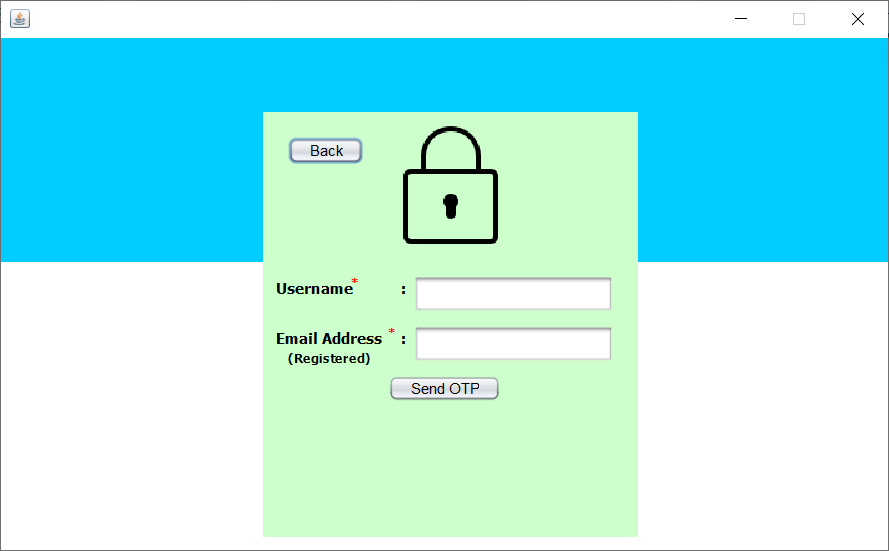 Back
Username* :
Email Address * :
(Registered)
Send OTP